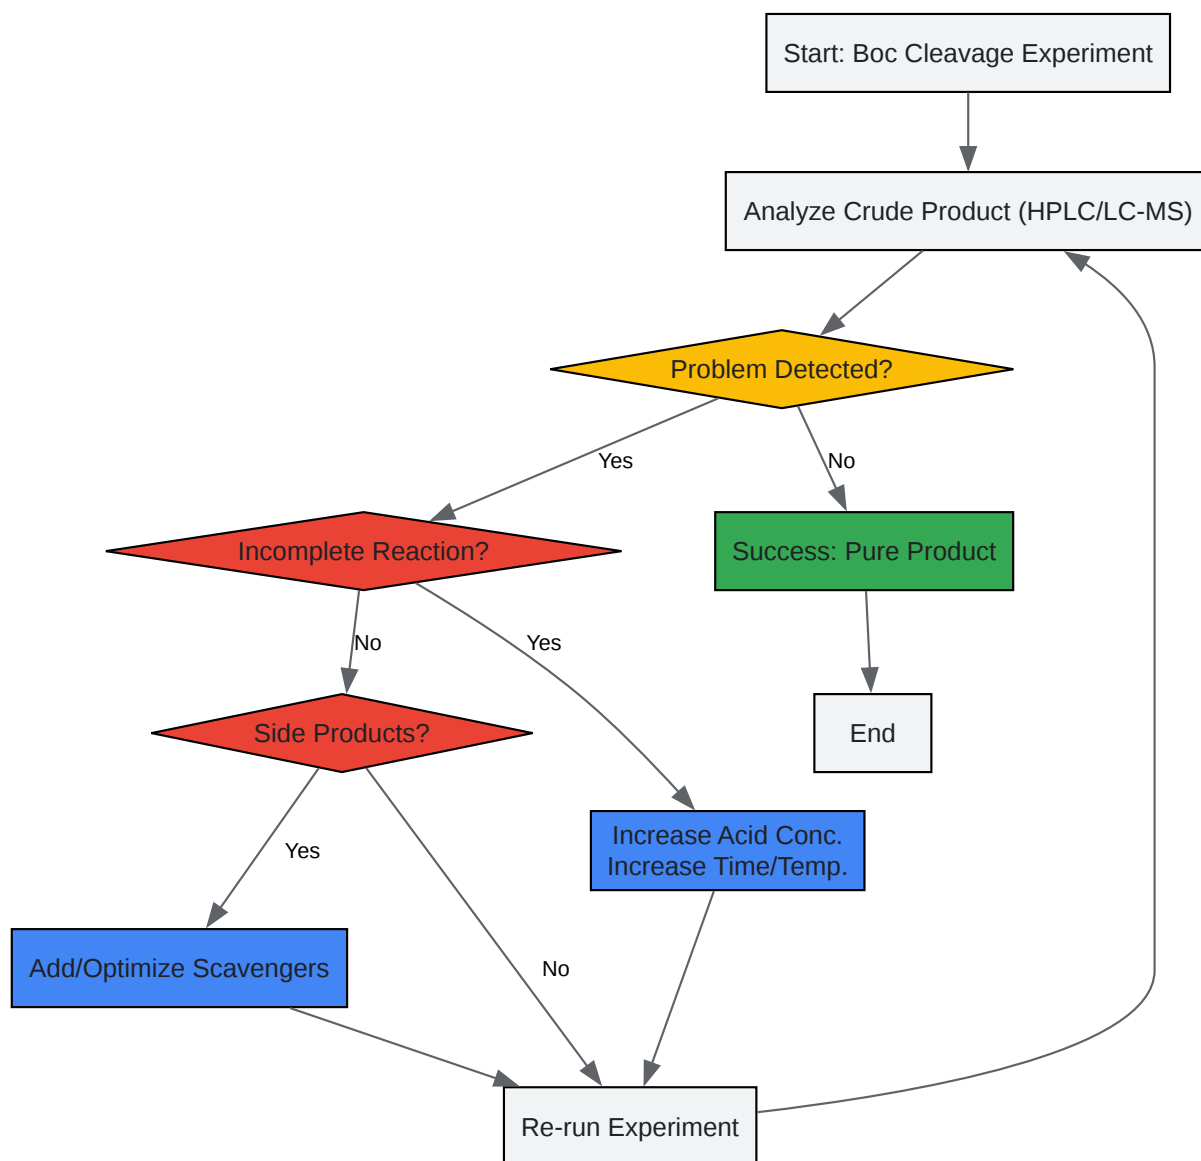 Start: Boc Cleavage Experiment
Analyze Crude Product (HPLC/LC-MS)
Problem Detected?
Yes
No
Incomplete Reaction?
Success: Pure Product
No
Yes
Side Products?
End
Increase Acid Conc.
Increase Time/Temp.
Yes
Add/Optimize Scavengers
No
Re-run Experiment